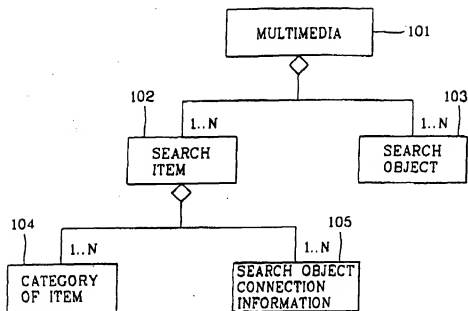 MULTIMEDIA
101
102
103
1..N
1..N
SEARCH
ITEM
SEARCH
OBJECT
104
105
1..N
1..N
CATEGORY
OF ITEM
SEARCH OBJECT
CONNECTION
INFORMATION